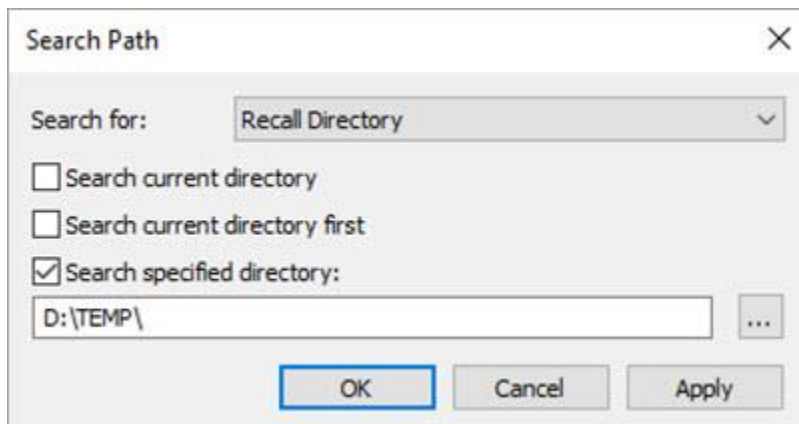 Search Path
Search for: Recall Directory
Search current directory
Search current directory first
Search specified directory:
D:\TEMP\ ...
OK Cancel Apply